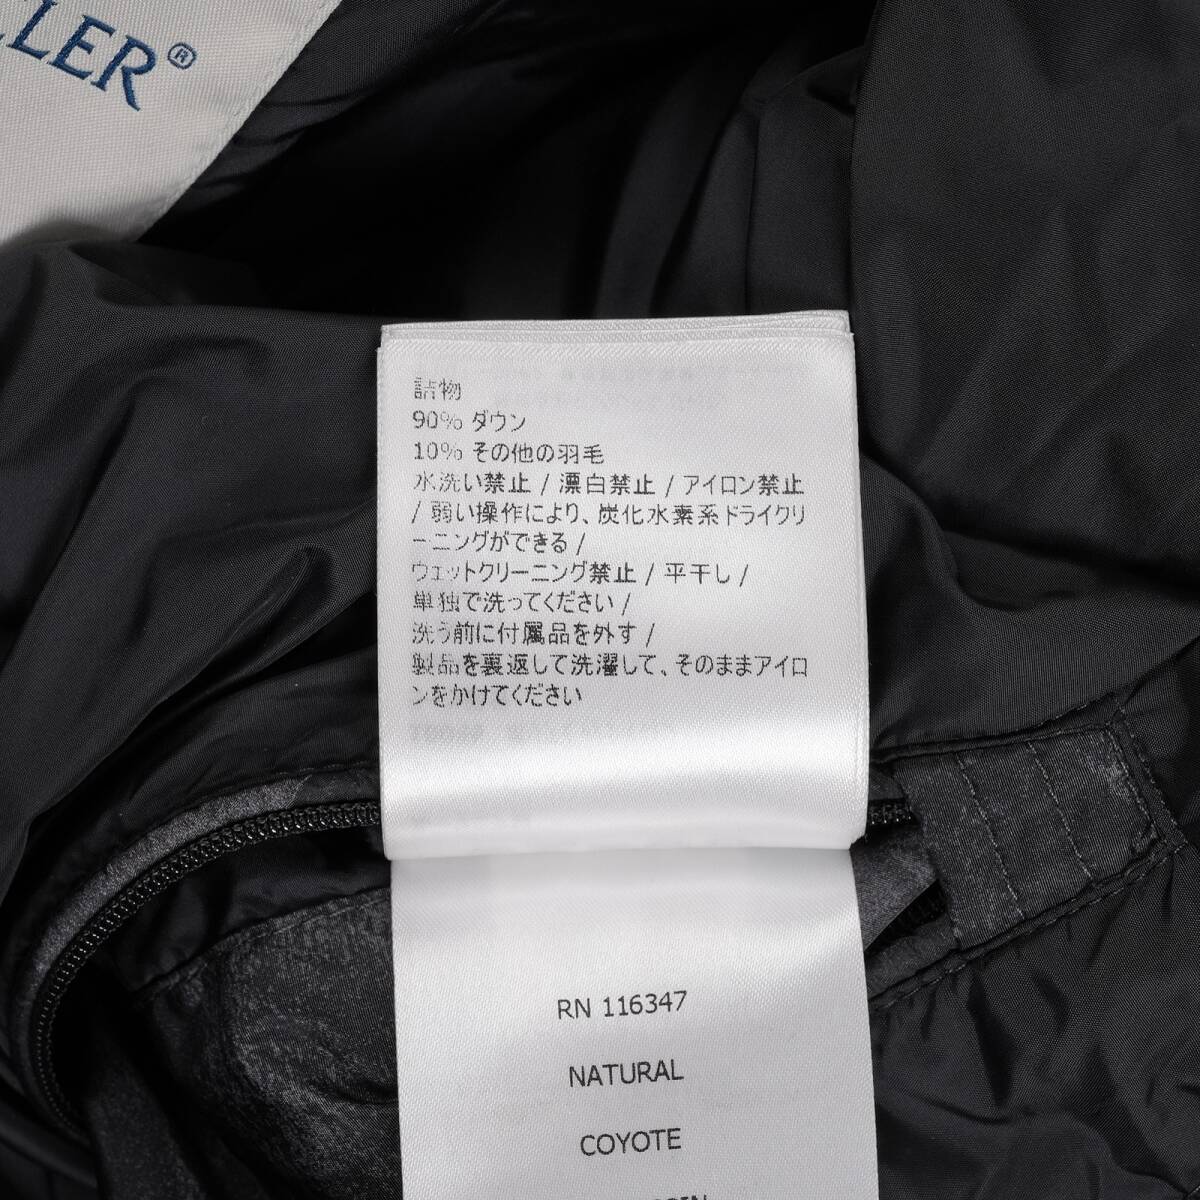 LLER®
詰物
90% ダウン
10% その他の羽毛
水洗い禁止 / 漂白禁止 / アイロン禁止
/ 弱い操作により、炭化水素系ドライクリ
ーニングができる /
ウェットクリーニング禁止 / 平干し /
単独で洗ってください /
洗う前に付属品を外す /
製品を裏返して洗濯して、そのままアイロ
ンをかけてください
RN 116347
NATURAL
COYOTE